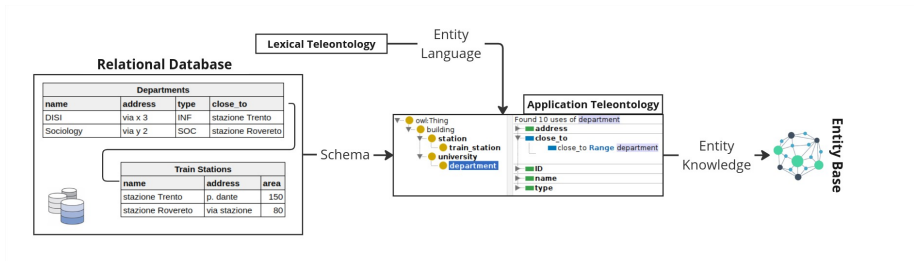 Lexical Teleontology
Entity
Language
Relational Database
Departments
name address type close_to
DISI via x 3 INF stazione Trento
Sociology via y 2 SOC stazione Rovereto
Train Stations
name address area
stazione Trento p. dante 150
stazione Rovereto via stazione 80
Schema
Application Teleontology
owl:Thing
building
station
train_station
university
department
Found 10 uses of department
address
close_to
close_to Range department
ID
name
type
Entity
Knowledge
Entity Base